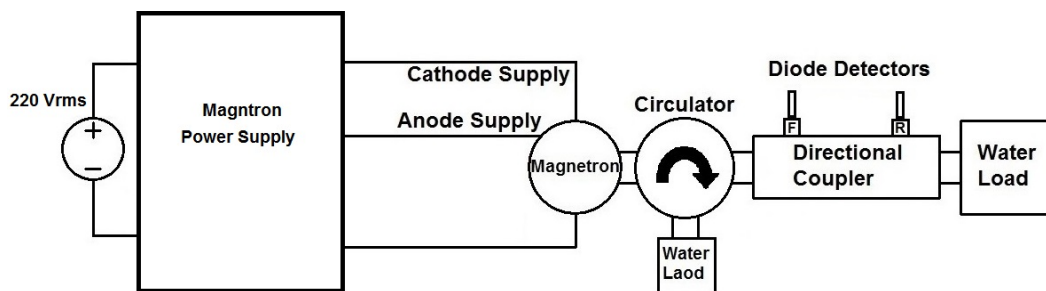 220 Vrms
+
−
Magntron
Power Supply
Cathode Supply
Anode Supply
Magnetron
Circulator
Water
Laod
Diode Detectors
F
R
Directional
Coupler
Water
Load